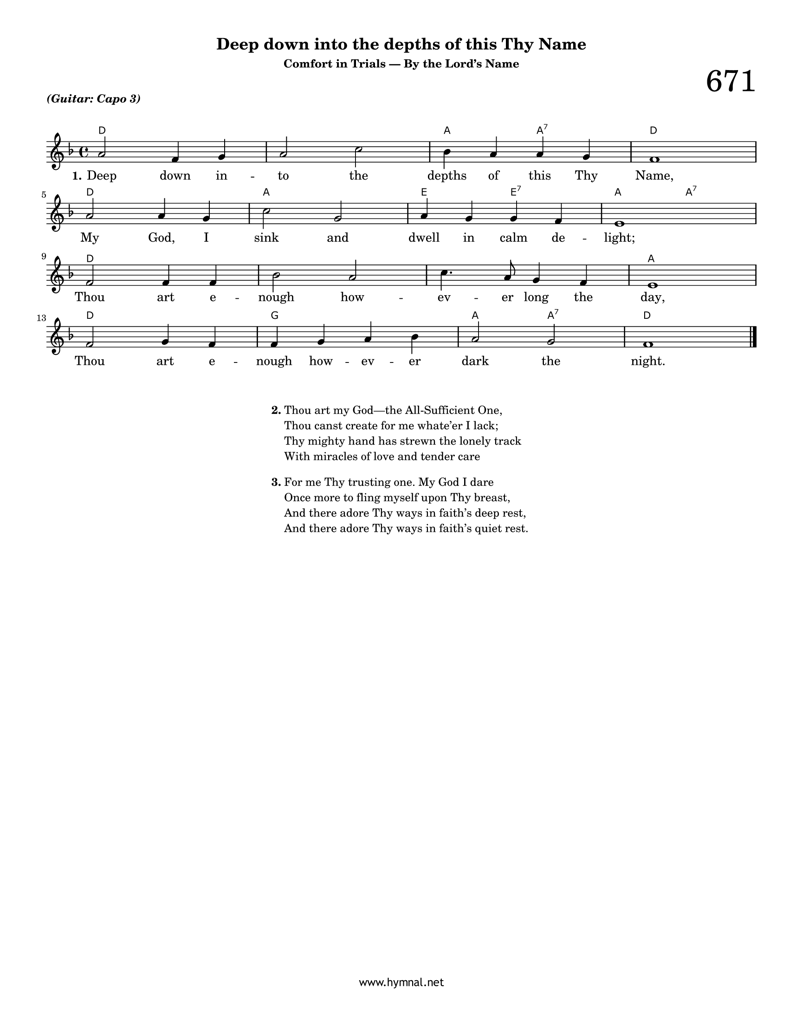 Deep down into the depths of this Thy Name
Comfort in Trials — By the Lord's Name
671
(Guitar: Capo 3)
D A A7 D
1. Deep down in - to the depths of this Thy Name,
5 D A E E7 A A7
My God, I sink and dwell in calm de - light;
9 D A
Thou art e - nough how - ev - er long the day,
13 D G A A7 D
Thou art e - nough how - ev - er dark the night.
2. Thou art my God—the All-Sufficient One,
Thou canst create for me whate'er I lack;
Thy mighty hand has strewn the lonely track
With miracles of love and tender care
3. For me Thy trusting one. My God I dare
Once more to fling myself upon Thy breast,
And there adore Thy ways in faith's deep rest,
And there adore Thy ways in faith's quiet rest.
www.hymnal.net